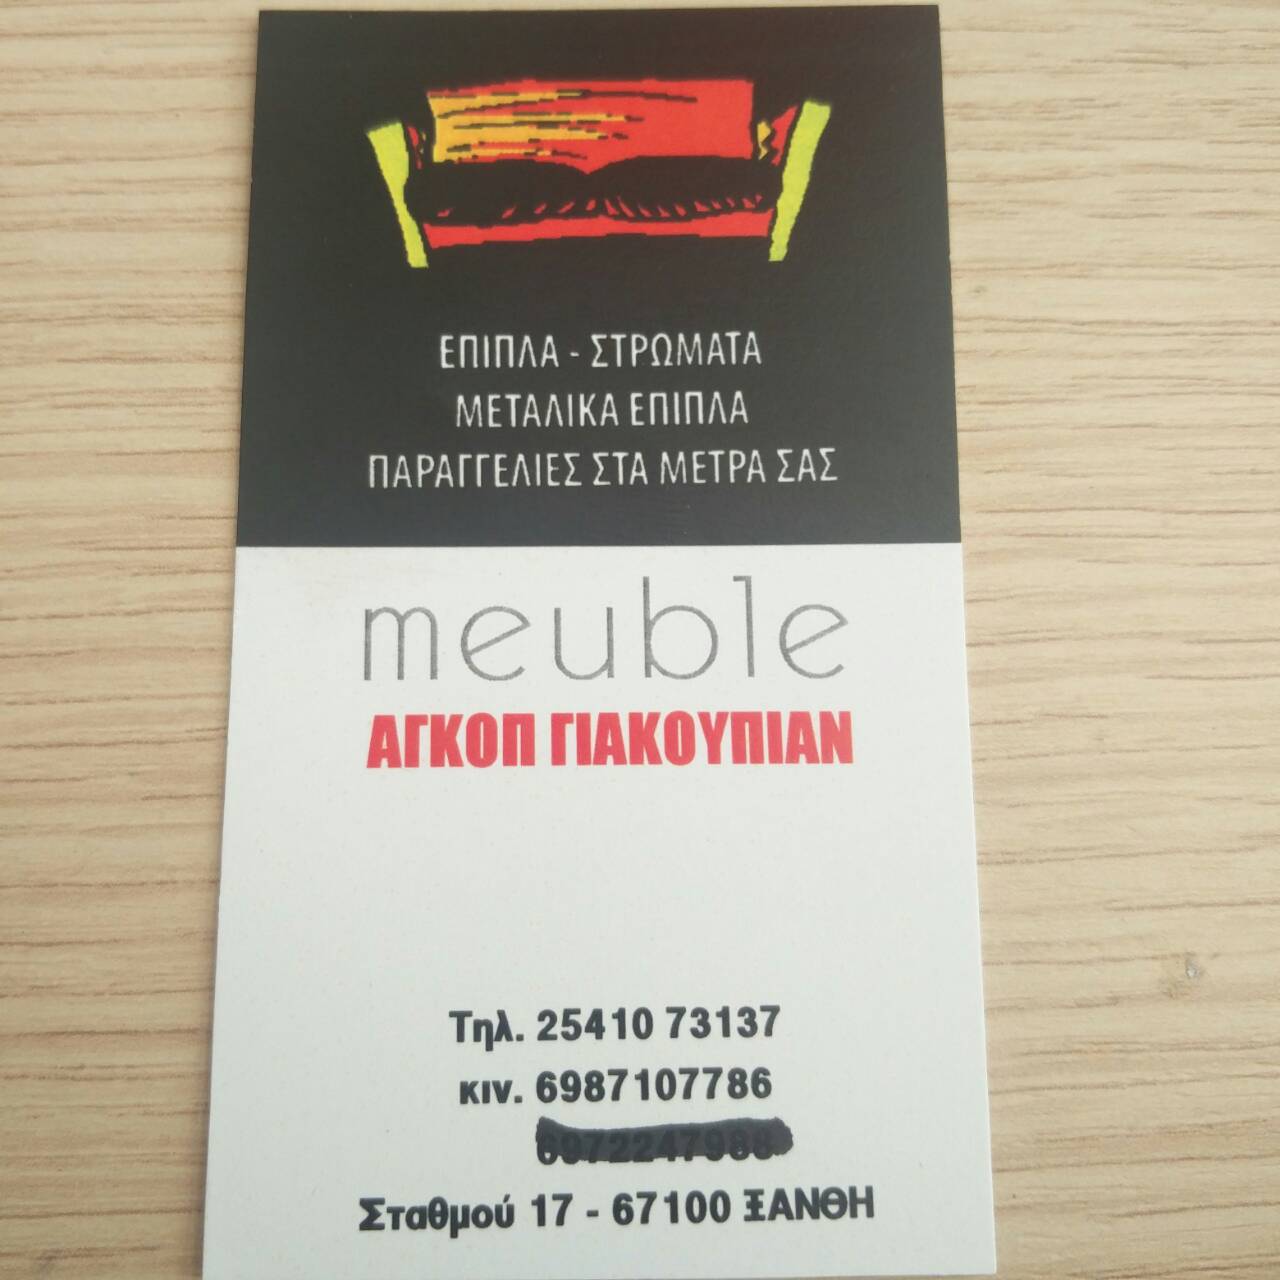 ΕΠΙΠΛΑ - ΣΤΡΩΜΑΤΑ
ΜΕΤΑΛΙΚΑ ΕΠΙΠΛΑ
ΠΑΡΑΓΓΕΛΙΕΣ ΣΤΑ ΜΕΤΡΑ ΣΑΣ
meuble
ΑΓΚΟΠ ΓΙΑΚΟΥΠΙΑΝ
Τηλ. 25410 73137
κιν. 6987107786
Σταθμού 17 - 67100 ΞΑΝΘΗ